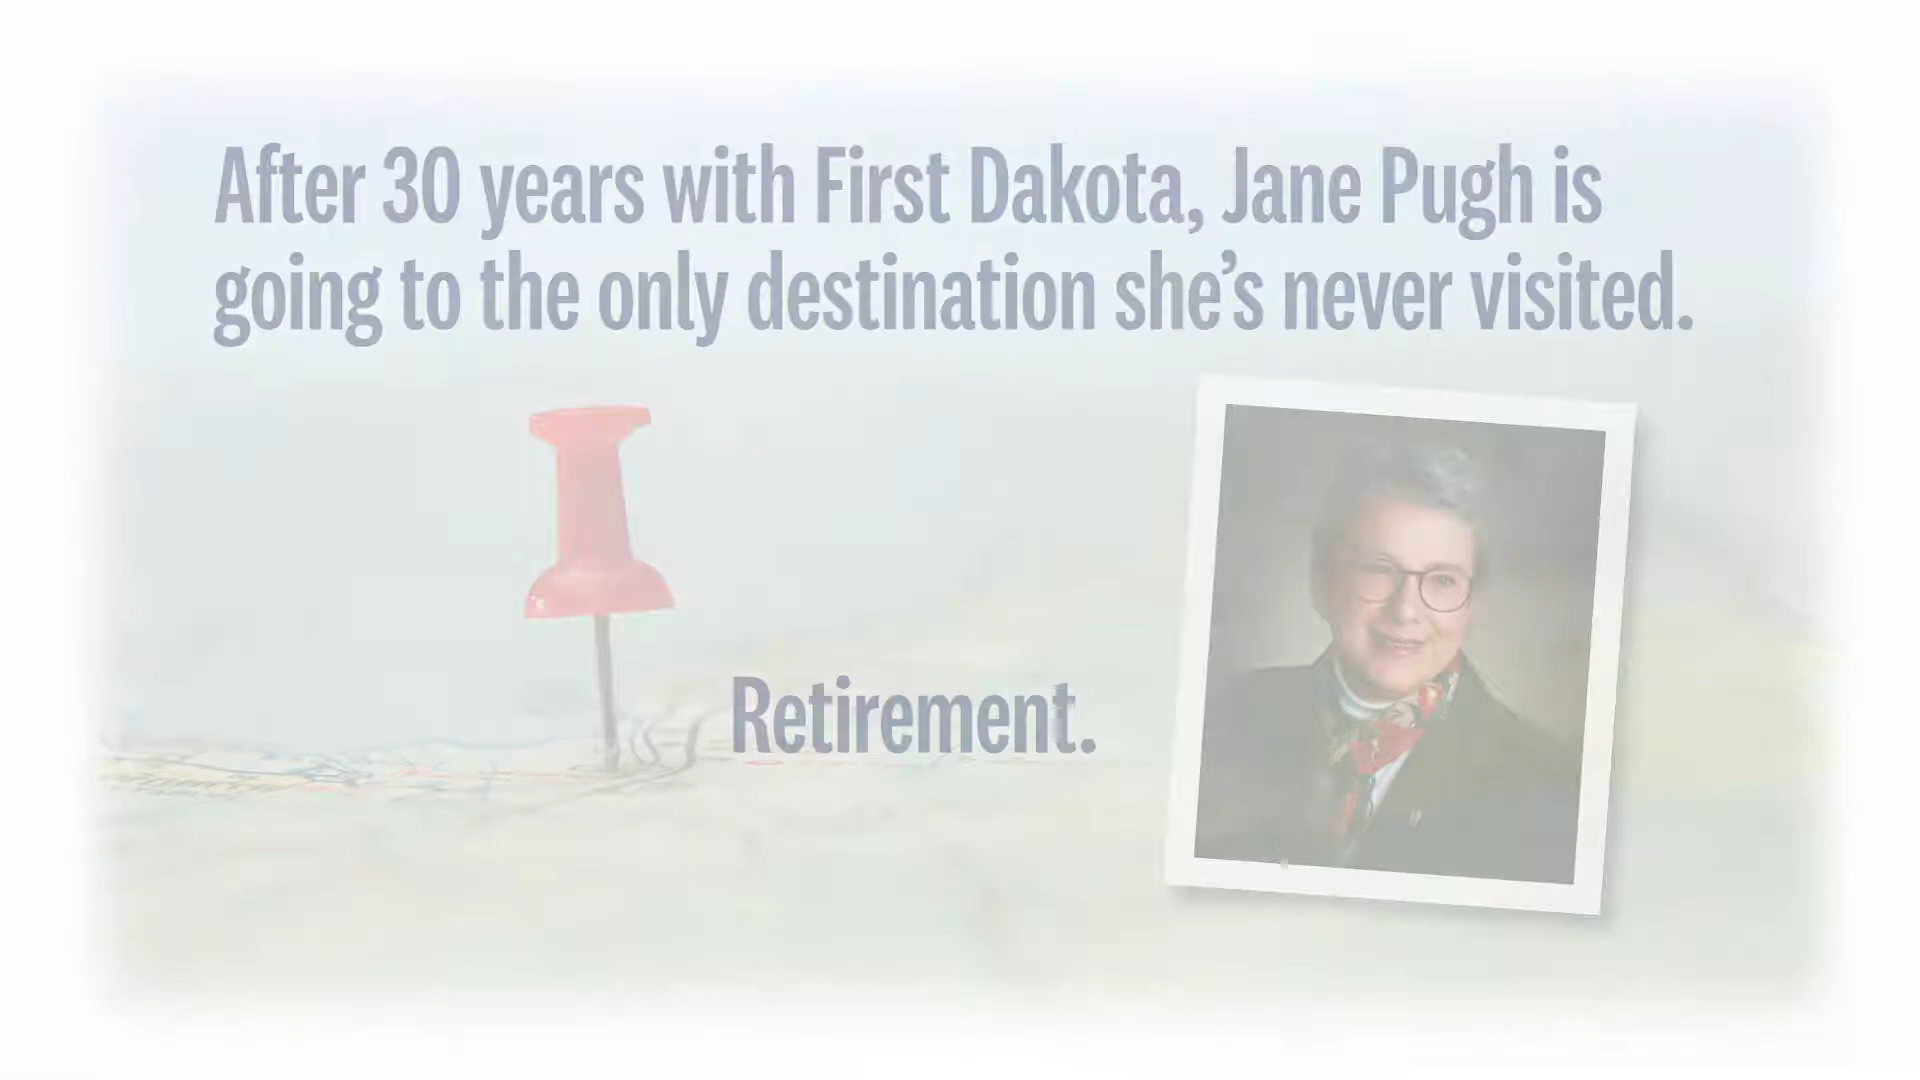 After 30 years with First Dakota, Jane Pugh is
going to the only destination she’s never visited.
Retirement.